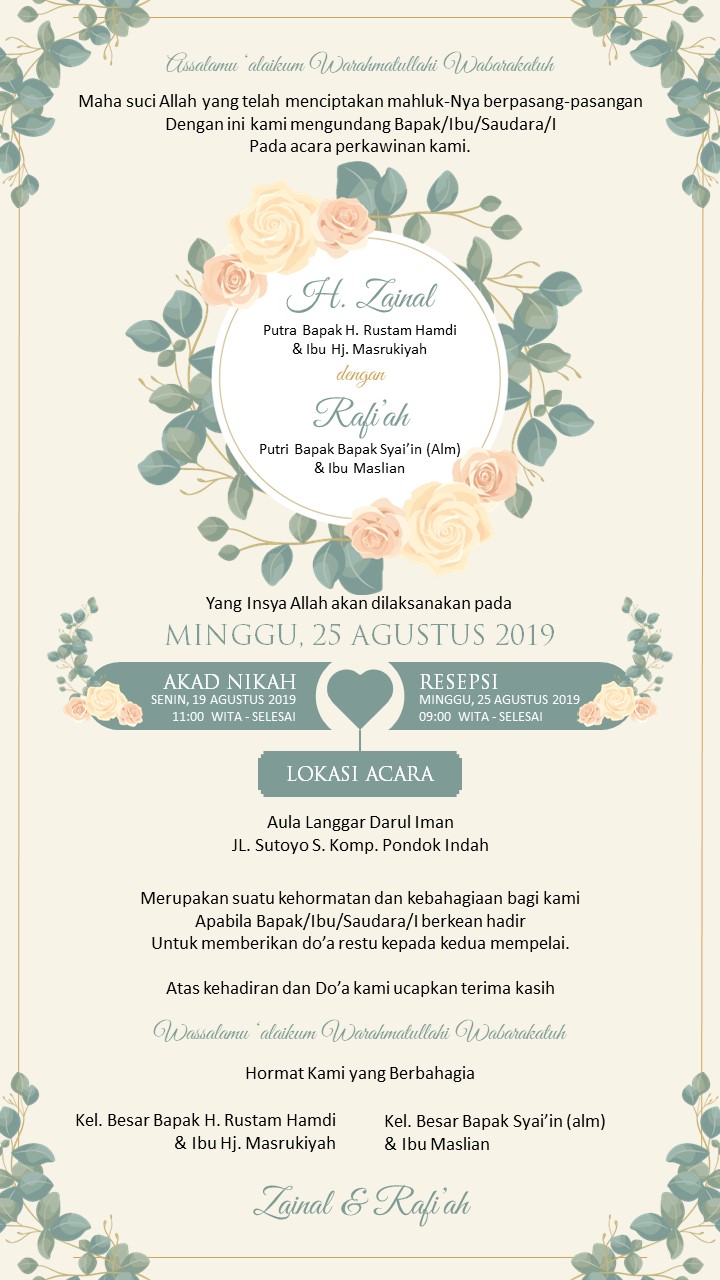 Assalamu 'alaikum Warahmatullahi Wabarakatuh
Maha suci Allah yang telah menciptakan mahluk-Nya berpasang-pasangan
Dengan ini kami mengundang Bapak/Ibu/Saudara/I
Pada acara perkawinan kami.
H. Zainal
Putra Bapak H. Rustam Hamdi
& Ibu Hj. Masrukiyah
dengan
Rafi'ah
Putri Bapak Bapak Syai'in (Alm)
& Ibu Maslian
Yang Insya Allah akan dilaksanakan pada
MINGGU, 25 AGUSTUS 2019
AKAD NIKAH
SENIN, 19 AGUSTUS 2019
11:00 WITA - SELESAI
RESEPSI
MINGGU, 25 AGUSTUS 2019
09:00 WITA - SELESAI
LOKASI ACARA
Aula Langgar Darul Iman
JL. Sutoyo S. Komp. Pondok Indah
Merupakan suatu kehormatan dan kebahagiaan bagi kami
Apabila Bapak/Ibu/Saudara/I berkean hadir
Untuk memberikan do'a restu kepada kedua mempelai.
Atas kehadiran dan Do'a kami ucapkan terima kasih
Wassalamu 'alaikum Warahmatullahi Wabarakatuh
Hormat Kami yang Berbahagia
Kel. Besar Bapak H. Rustam Hamdi
& Ibu Hj. Masrukiyah
Kel. Besar Bapak Syai'in (alm)
& Ibu Maslian
Zainal & Rafi'ah